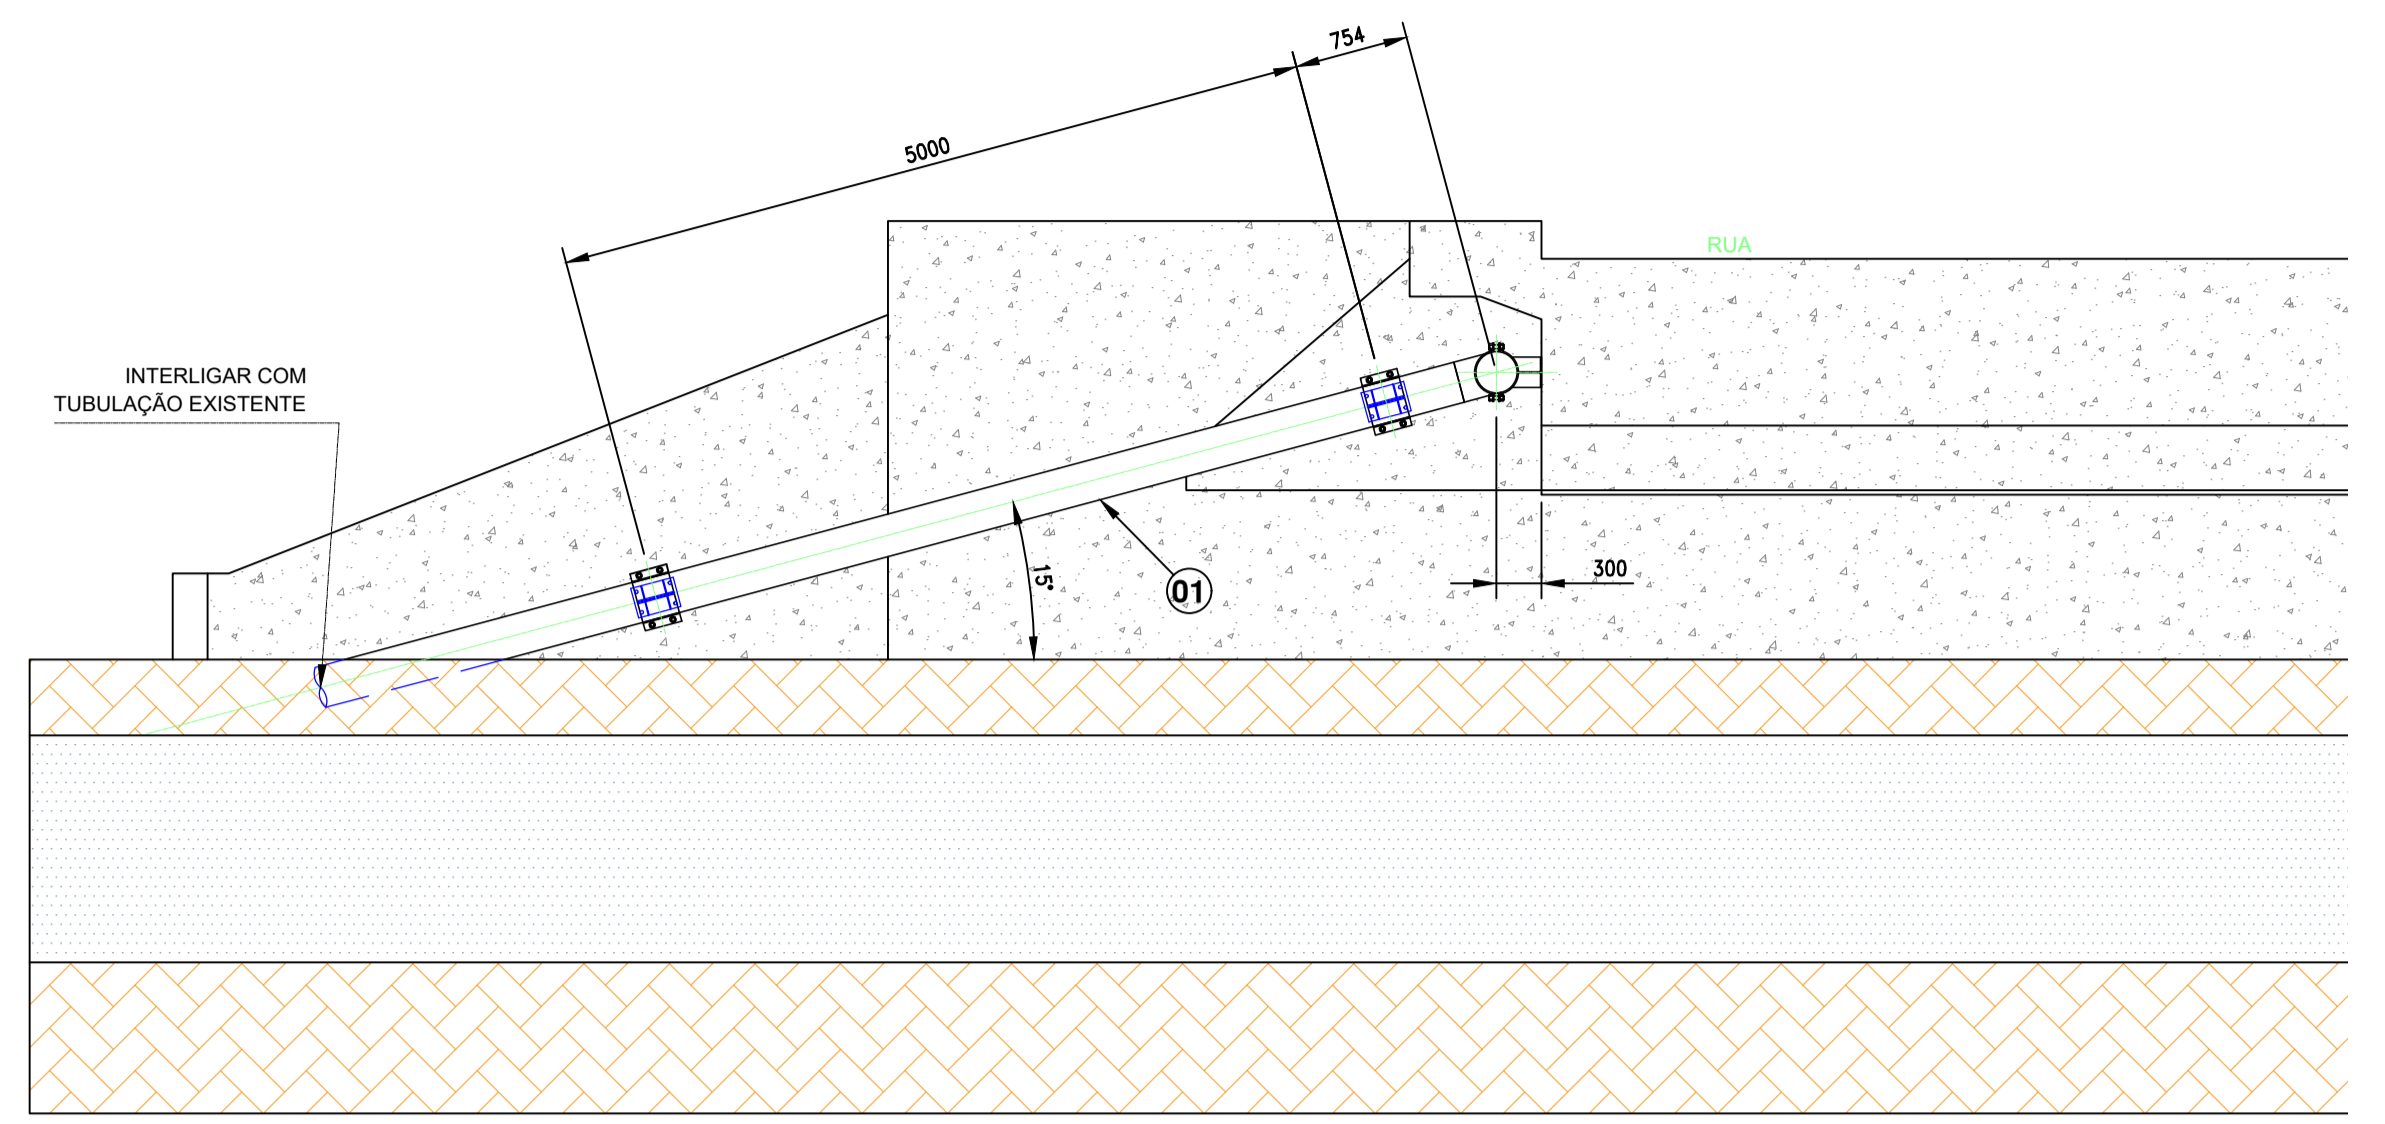 754
5000
RUA
INTERLIGAR COM
TUBULAÇÃO EXISTENTE
15°
01
300